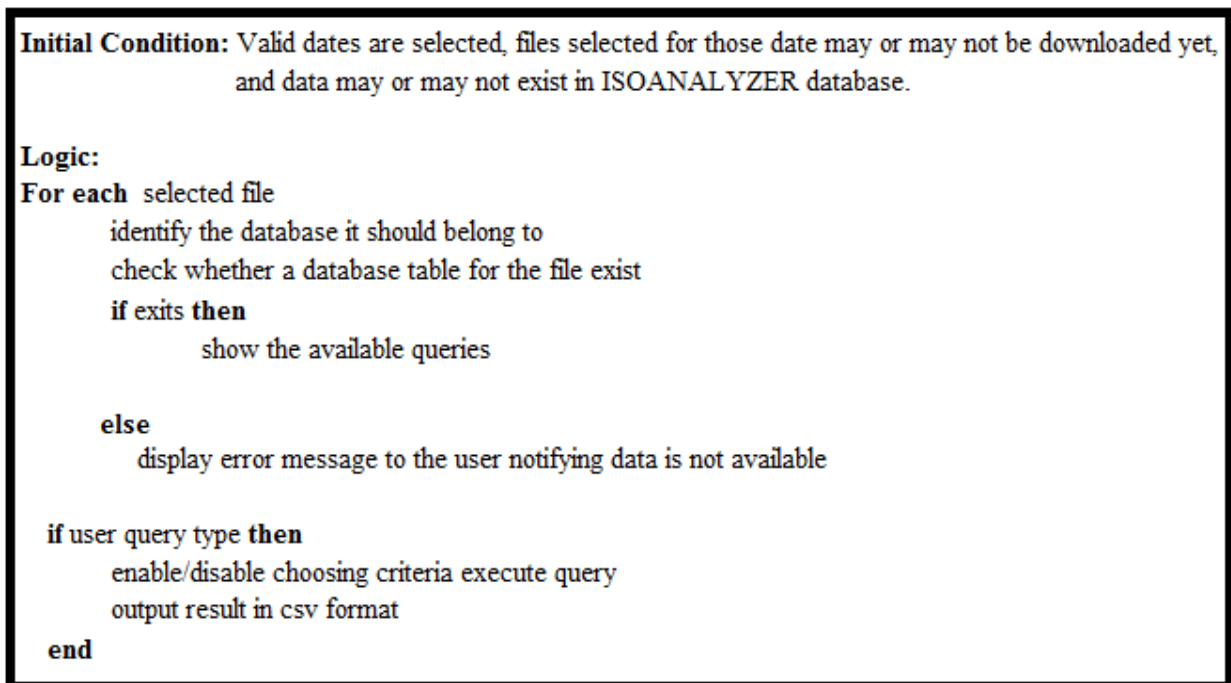 Initial Condition: Valid dates are selected, files selected for those date may or may not be downloaded yet,
and data may or may not exist in ISOANALYZER database.
Logic:
For each selected file
identify the database it should belong to
check whether a database table for the file exist
if exits then
show the available queries
else
display error message to the user notifying data is not available
if user query type then
enable/disable choosing criteria execute query
output result in csv format
end